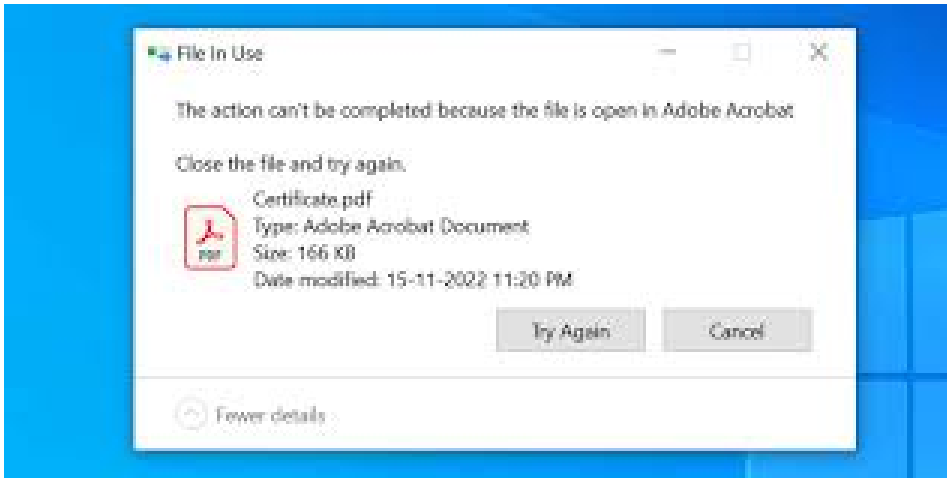 File In Use
The action can't be completed because the file is open in Adobe Acrobat
Close the file and try again.
Certificate.pdf
Type: Adobe Acrobat Document
Size: 166 KB
Date modified: 15-11-2022 11:20 PM
PDF
Try Again
Cancel
Fewer details